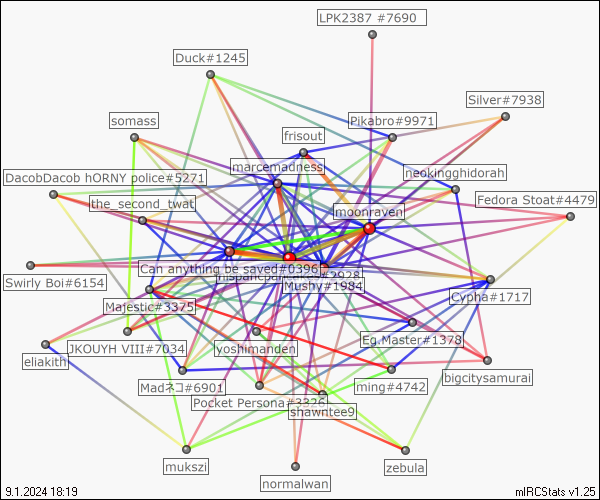 LPK2387 #7690
Duck#1245
Silver#7938
somass
Pikabro#9971
frisout
marcemadness
neokingghidorah
DacobDacob hORNY police#5271
the_second_twat
Fedora Stoat#4479
moonraven
Can anything be saved#0396
Swirly Boi#6154
Mushy#1984
Cypha#1717
Majestic#3375
Eg.Master#1378
JKOUYH VIII#7034
yoshimanden
eliakith
bigcitysamurai
Madネコ#6901
ming#4742
Pocket Persona#3326
shawntee9
mukszi
zebula
normalwan
9.1.2024 18:19
mIRCStats v1.25